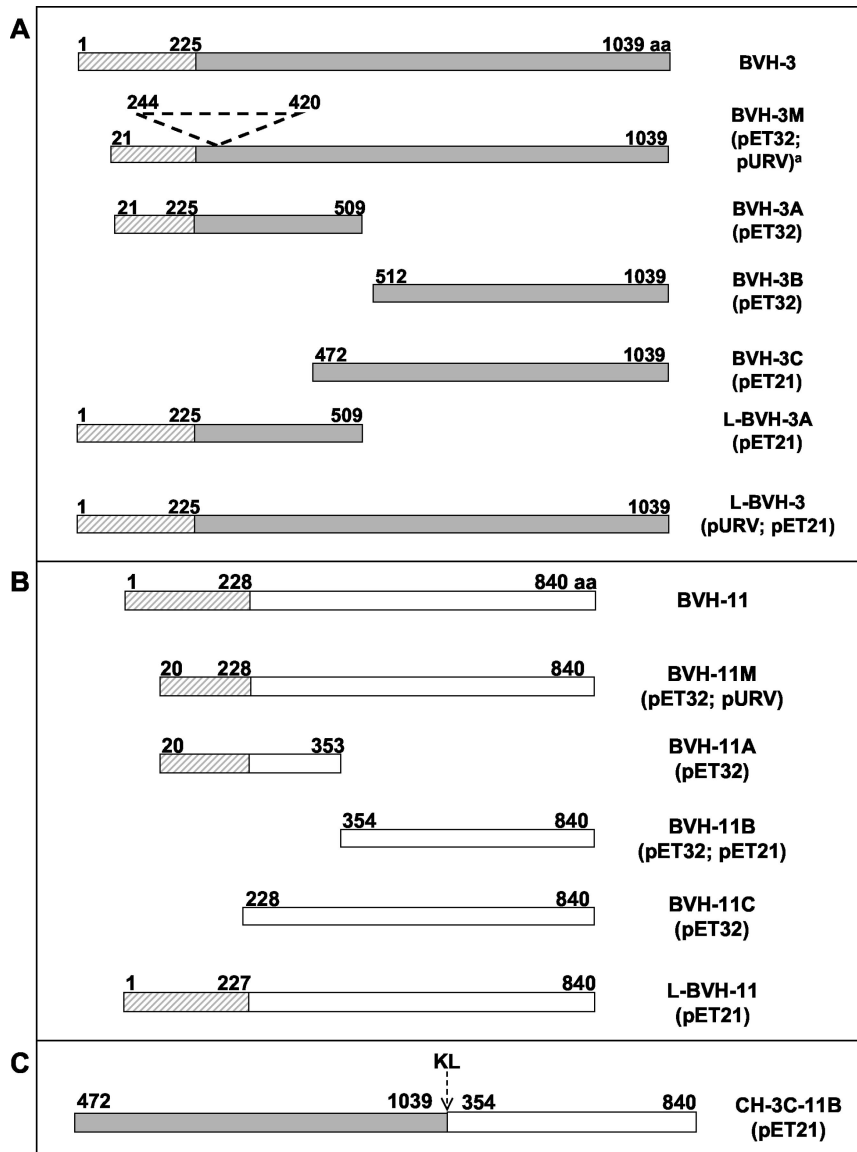 A
1 225 1039 aa
BVH-3
244 420
21 1039
BVH-3M
(pET32;
pURV)ᵃ
21 225 509
BVH-3A
(pET32)
512 1039
BVH-3B
(pET32)
472 1039
BVH-3C
(pET21)
1 225 509
L-BVH-3A
(pET21)
1 225 1039
L-BVH-3
(pURV; pET21)
B
1 228 840 aa
BVH-11
20 228 840
BVH-11M
(pET32; pURV)
20 353
BVH-11A
(pET32)
354 840
BVH-11B
(pET32; pET21)
228 840
BVH-11C
(pET32)
1 227 840
L-BVH-11
(pET21)
C
KL
472 1039 354 840
CH-3C-11B
(pET21)